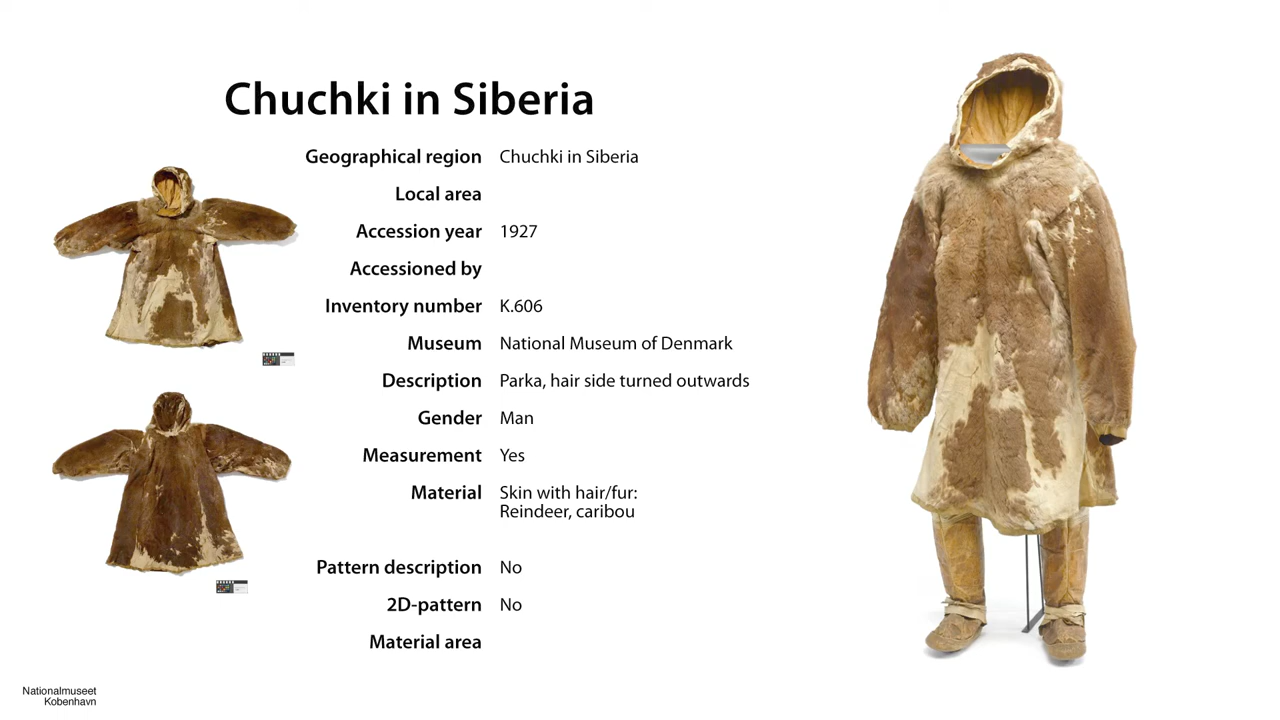 Chuchki in Siberia
Geographical region Chuchki in Siberia
Local area
Accession year 1927
Accessioned by
Inventory number K.606
Museum National Museum of Denmark
Description Parka, hair side turned outwards
Gender Man
Measurement Yes
Material Skin with hair/fur:
Reindeer, caribou
Pattern description No
2D-pattern No
Material area
Nationalmuseet
Kobenhavn